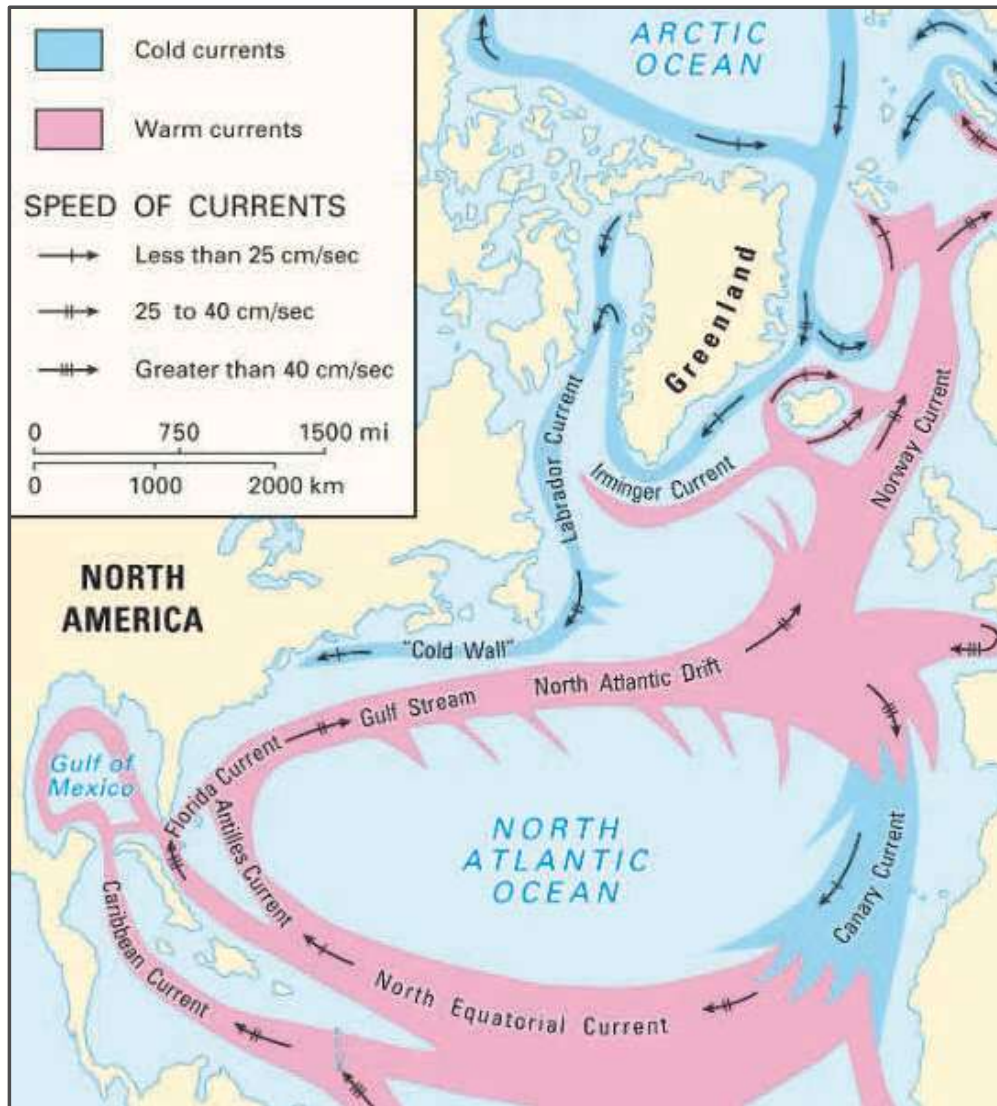 Cold currents
Warm currents
SPEED OF CURRENTS
Less than 25 cm/sec
25 to 40 cm/sec
Greater than 40 cm/sec
0 750 1500 mi
0 1000 2000 km
ARCTIC
OCEAN
Greenland
Labrador Current
Irminger Current
Norway Current
NORTH
AMERICA
"Cold Wall"
North Atlantic Drift
Gulf Stream
Gulf of
Mexico
Florida Current
Antilles Current
NORTH
ATLANTIC
OCEAN
Canary Current
Caribbean Current
North Equatorial Current